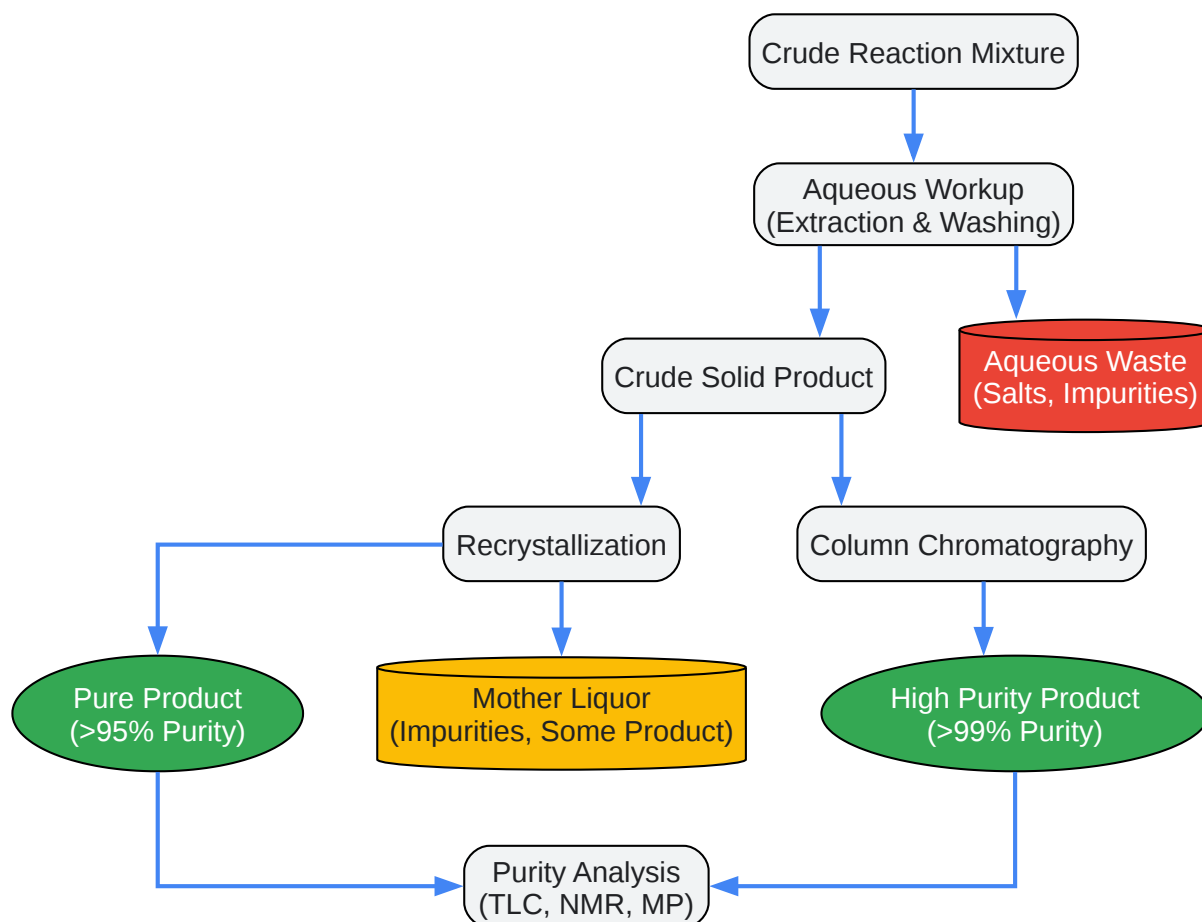 Crude Reaction Mixture
Aqueous Workup
(Extraction & Washing)
Crude Solid Product
Aqueous Waste
(Salts, Impurities)
Recrystallization
Column Chromatography
Pure Product
(>95% Purity)
Mother Liquor
(Impurities, Some Product)
High Purity Product
(>99% Purity)
Purity Analysis
(TLC, NMR, MP)